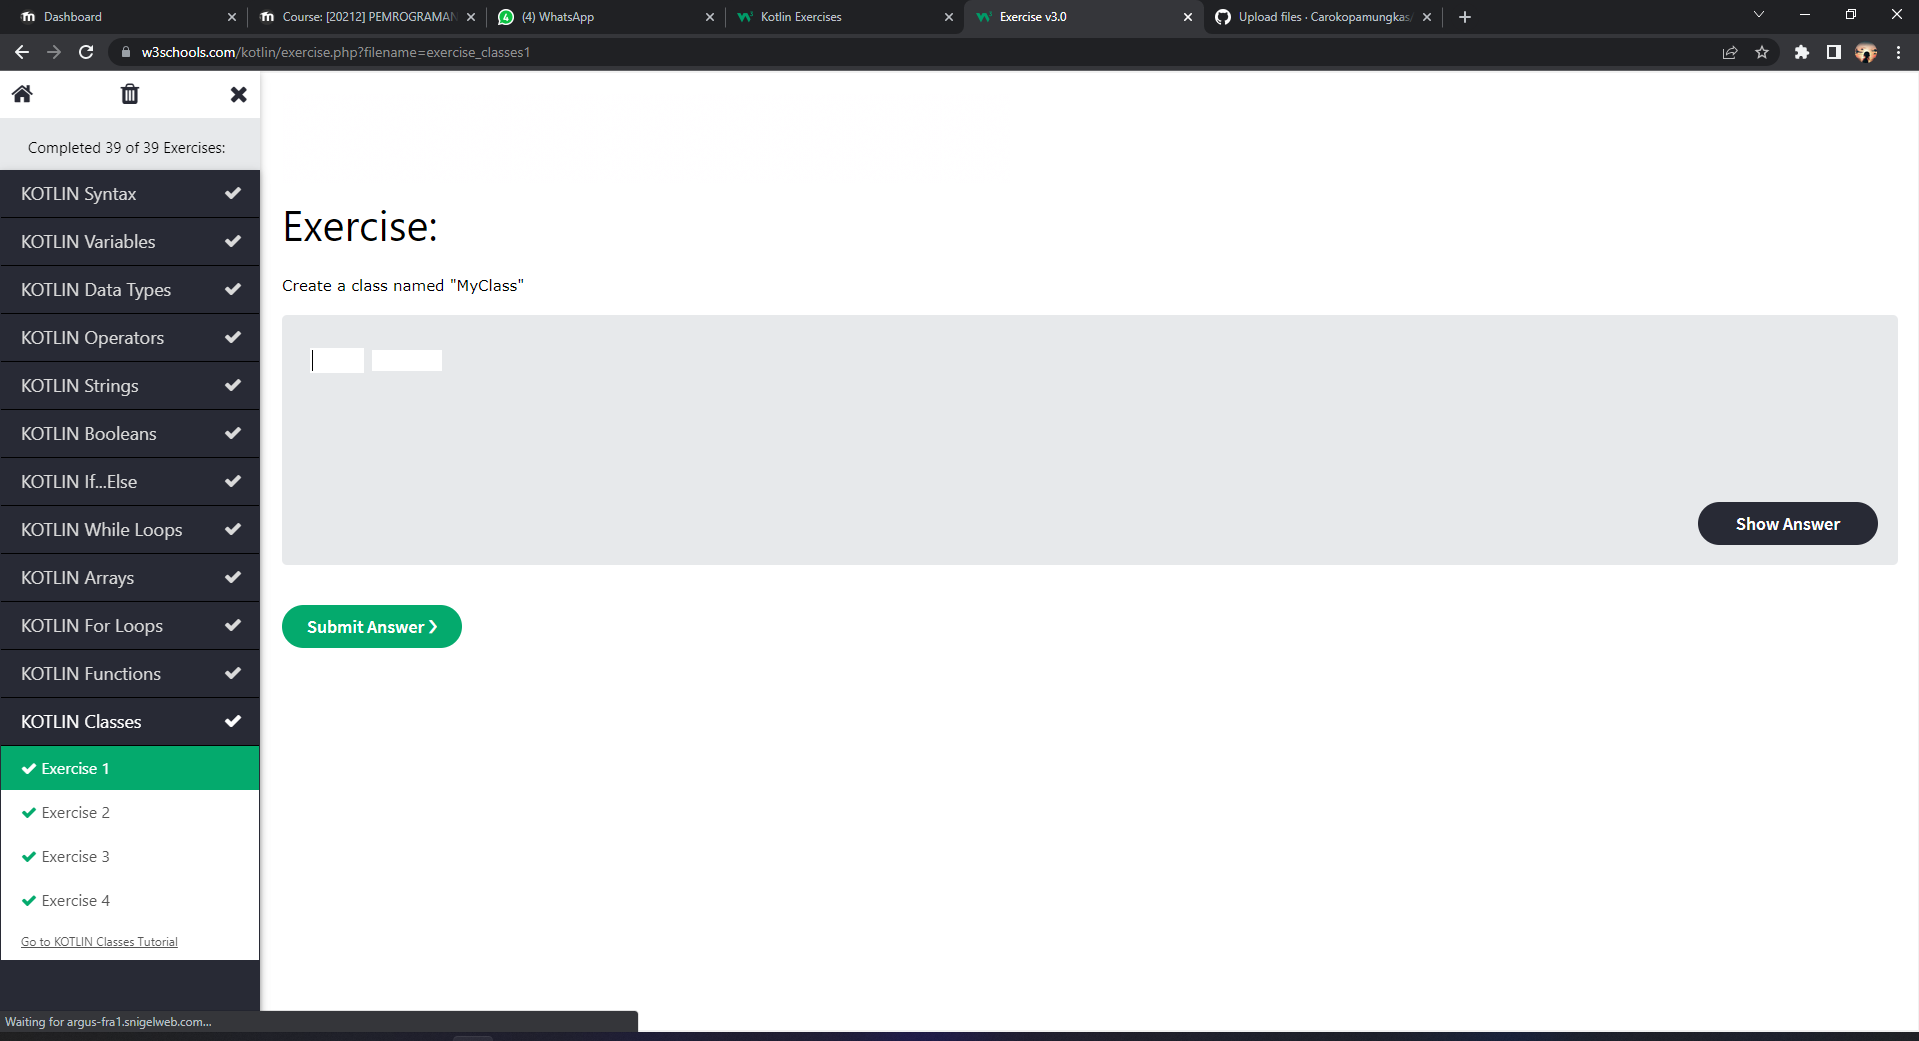 Dashboard
Course: [20212] PEMROGRAMAN
4
(4) WhatsApp
Kotlin Exercises
Exercise v3.0
Upload files · Carokopamungkas/
w3schools.com/kotlin/exercise.php?filename=exercise_classes1
Completed 39 of 39 Exercises:
KOTLIN Syntax
KOTLIN Variables
KOTLIN Data Types
KOTLIN Operators
KOTLIN Strings
KOTLIN Booleans
KOTLIN If...Else
KOTLIN While Loops
KOTLIN Arrays
KOTLIN For Loops
KOTLIN Functions
KOTLIN Classes
Exercise 1
Exercise 2
Exercise 3
Exercise 4
Go to KOTLIN Classes Tutorial
Exercise:
Create a class named "MyClass"
Show Answer
Submit Answer ❯
Waiting for argus-fra1.snigelweb.com...